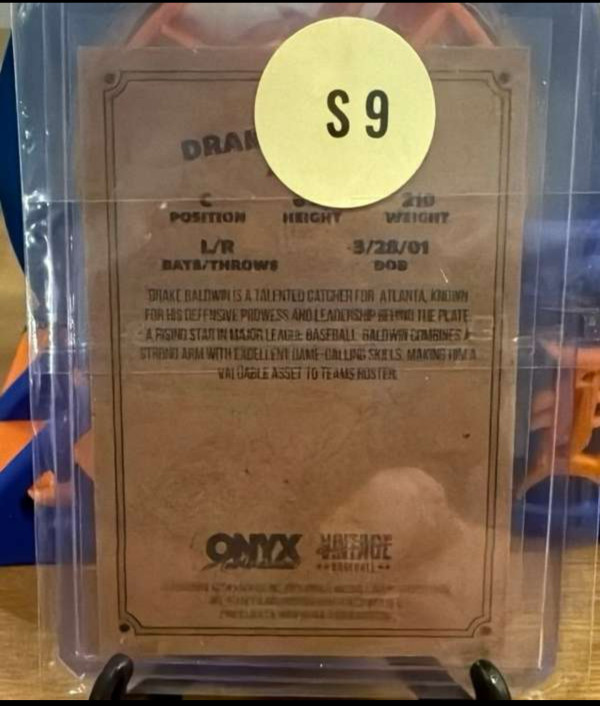 S 9
DRAK
C 6 210
POSITION HEIGHT WEIGHT
L/R 3/28/01
BATS/THROWS DOB
DRAKE BALDWIN IS A TALENTED CATCHER FOR ATLANTA, KNOWN
FOR HIS DEFENSIVE PROWESS AND LEADERSHIP BEHIND THE PLATE.
A RISING STAR IN MAJOR LEAGUE BASEBALL, BALDWIN COMBINES A
STRONG ARM WITH EXCELLENT GAME-CALLING SKILLS, MAKING HIM A
VALUABLE ASSET TO TEAMS ROSTER.
ONYX VINTAGE
BASEBALL